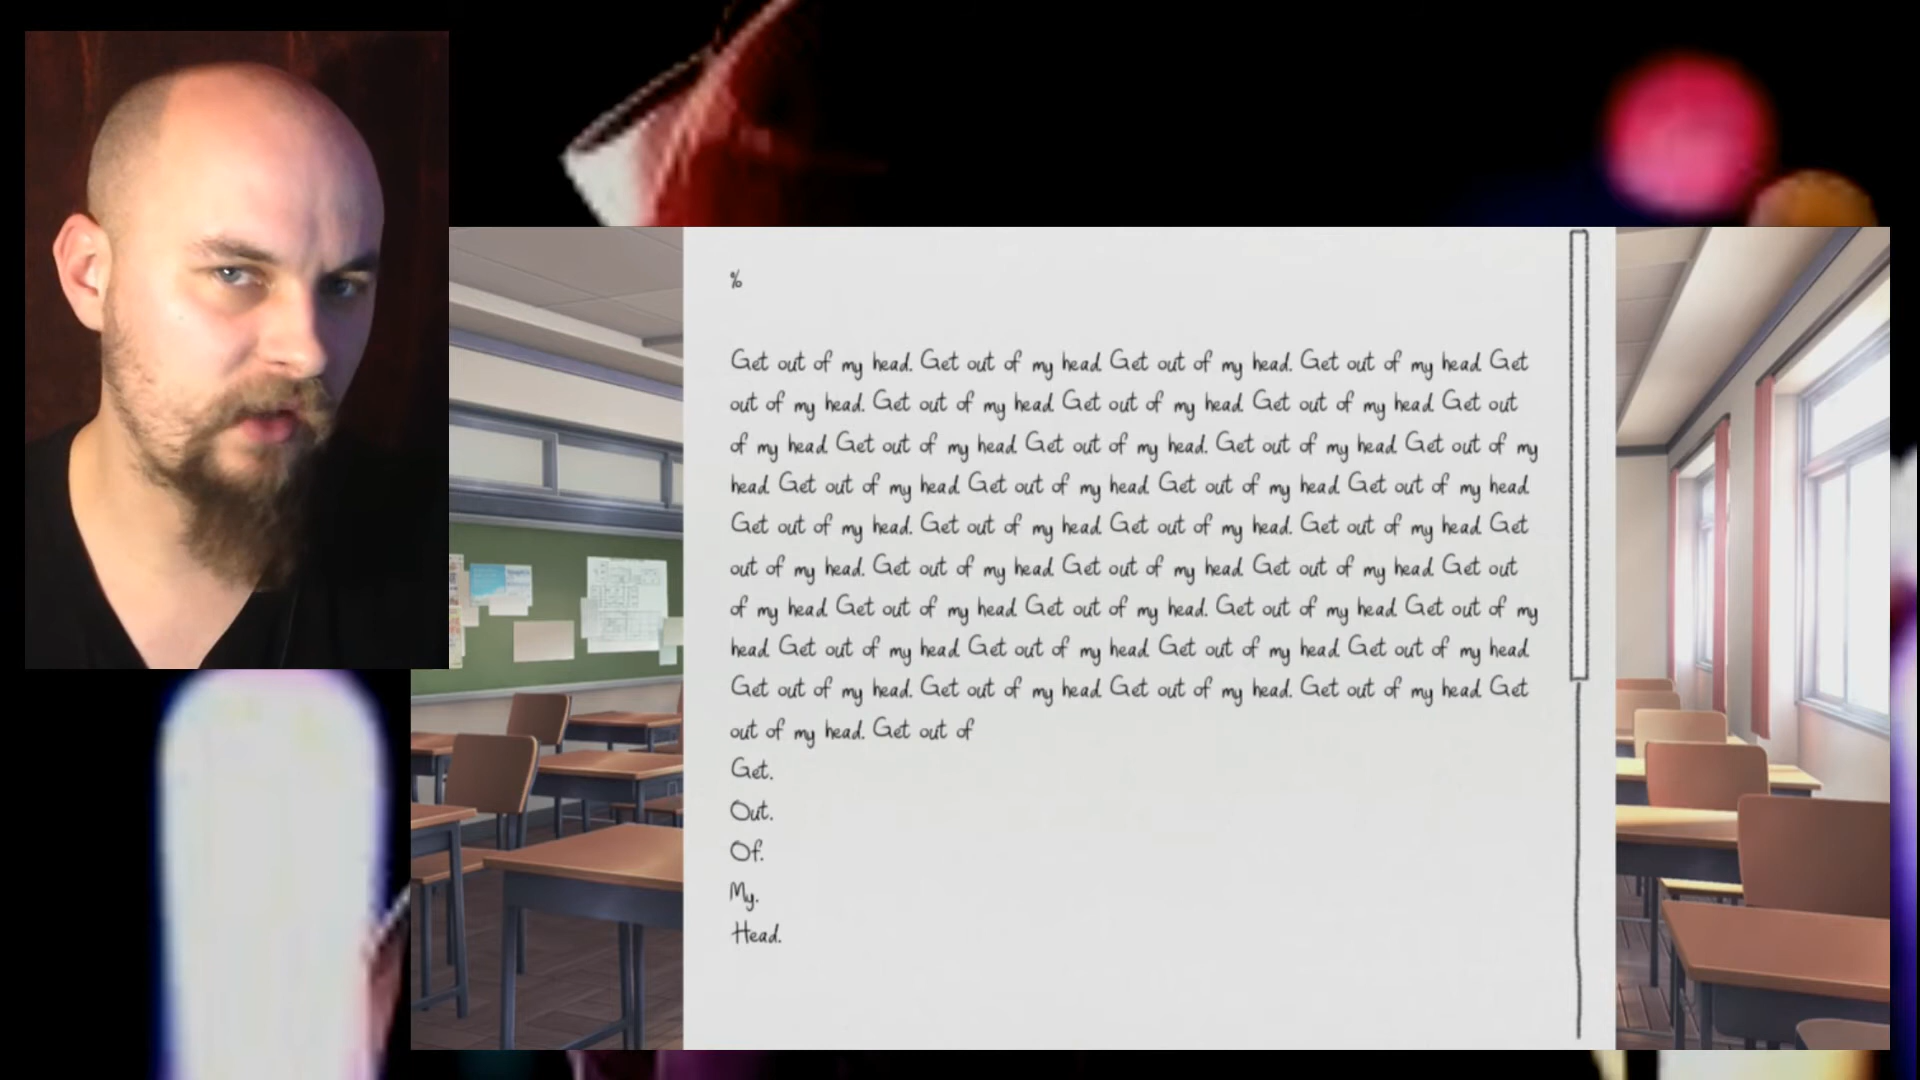 %
Get out of my head. Get out of my head. Get out of my head. Get out of my head. Get
out of my head. Get out of my head. Get out of my head. Get out of my head. Get out
of my head. Get out of my head. Get out of my head. Get out of my head. Get out of my
head. Get out of my head. Get out of my head. Get out of my head. Get out of my head.
Get out of my head. Get out of my head. Get out of my head. Get out of my head. Get
out of my head. Get out of my head. Get out of my head. Get out of my head. Get out
of my head. Get out of my head. Get out of my head. Get out of my head. Get out of my
head. Get out of my head. Get out of my head. Get out of my head. Get out of my head.
Get out of my head. Get out of my head. Get out of my head. Get out of my head. Get
out of my head. Get out of
Get.
Out.
Of.
My.
Head.